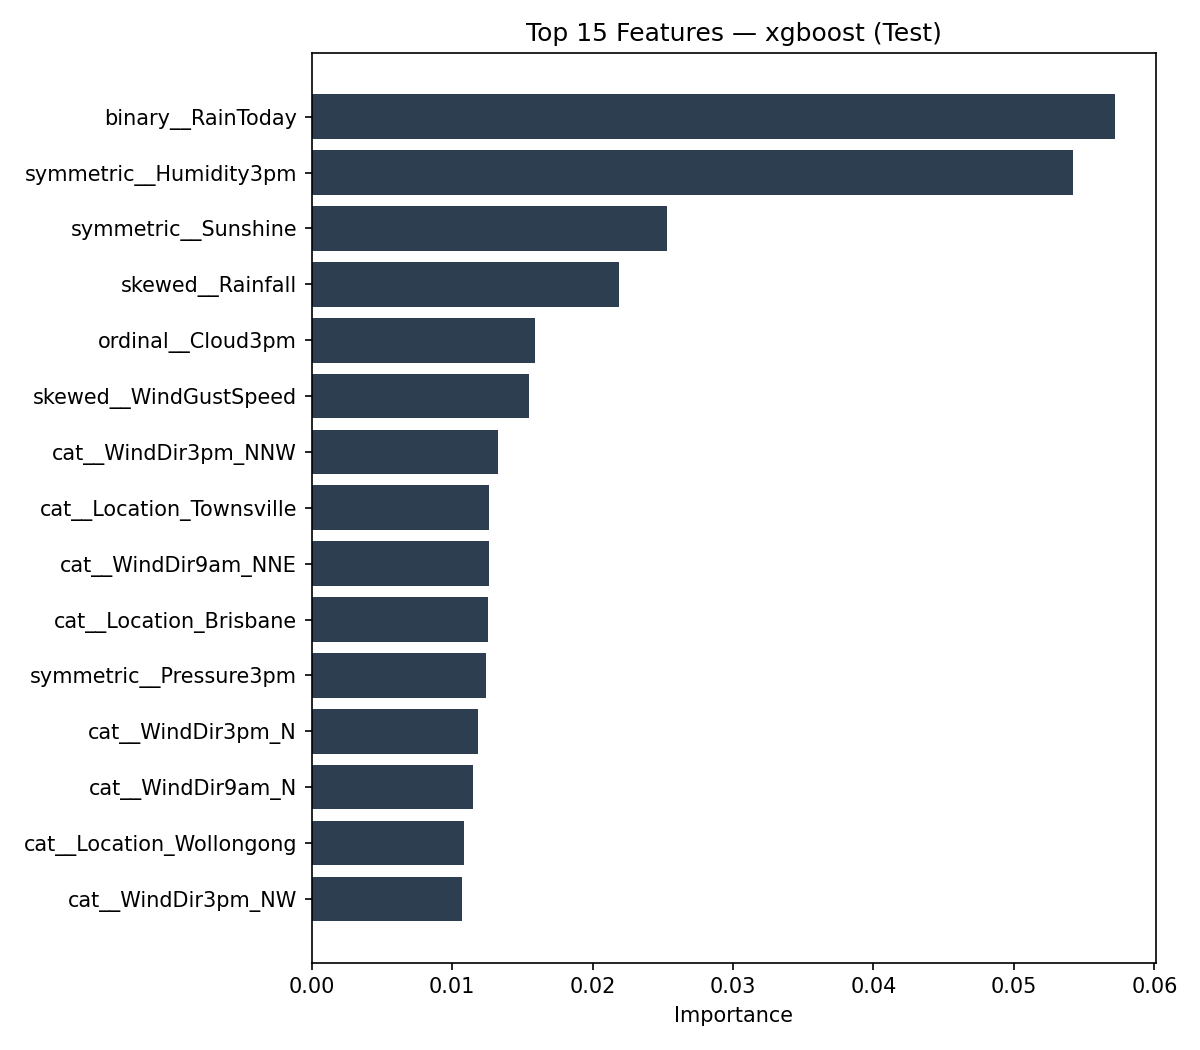 Top 15 Features — xgboost (Test)
binary__RainToday
symmetric__Humidity3pm
symmetric__Sunshine
skewed__Rainfall
ordinal__Cloud3pm
skewed__WindGustSpeed
cat__WindDir3pm_NNW
cat__Location_Townsville
cat__WindDir9am_NNE
cat__Location_Brisbane
symmetric__Pressure3pm
cat__WindDir3pm_N
cat__WindDir9am_N
cat__Location_Wollongong
cat__WindDir3pm_NW
0.00 0.01 0.02 0.03 0.04 0.05 0.06
Importance